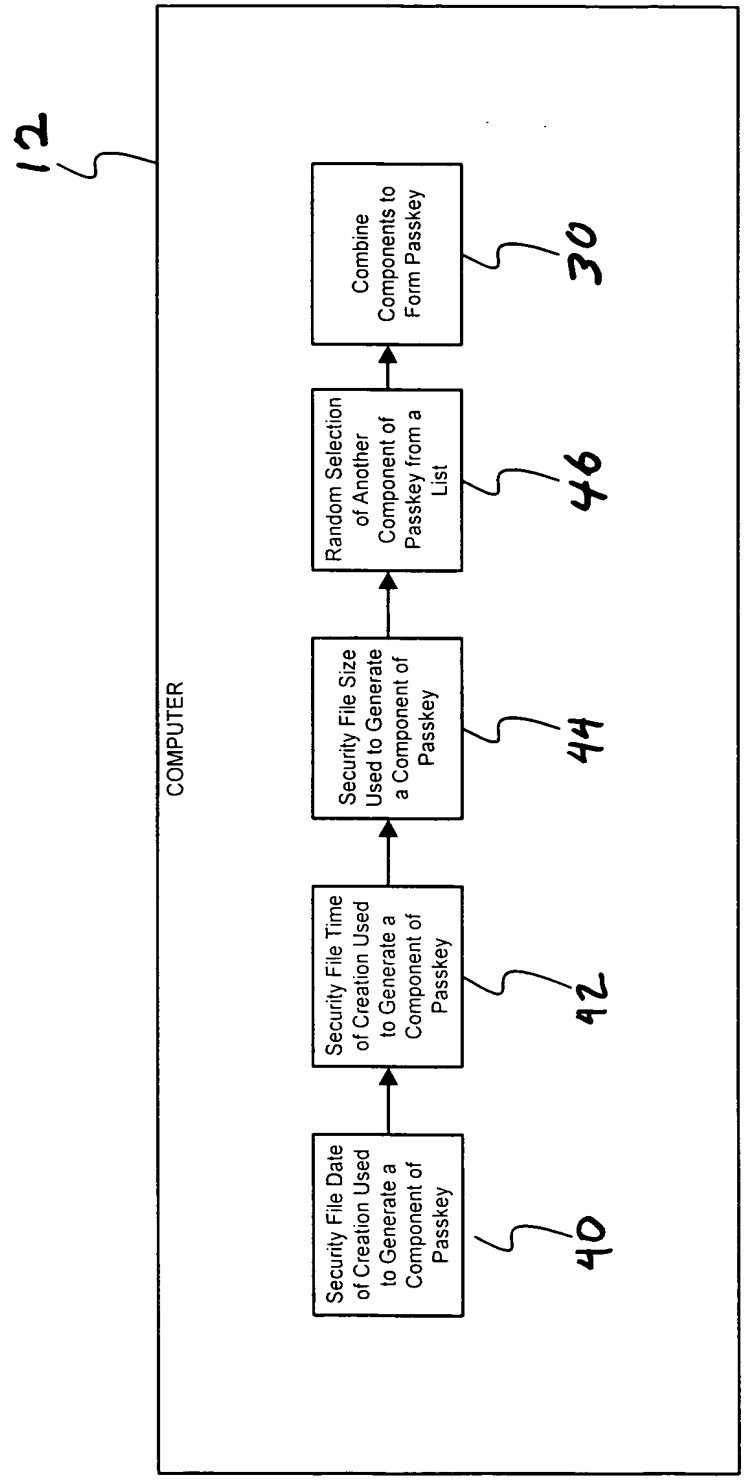 12
COMPUTER
Security File Date
of Creation Used
to Generate a
Component of
Passkey
40
Security File Time
of Creation Used
to Generate a
Component of
Passkey
42
Security File Size
Used to Generate
a Component of
Passkey
44
Random Selection
of Another
Component of
Passkey from a
List
46
Combine
Components to
Form Passkey
30